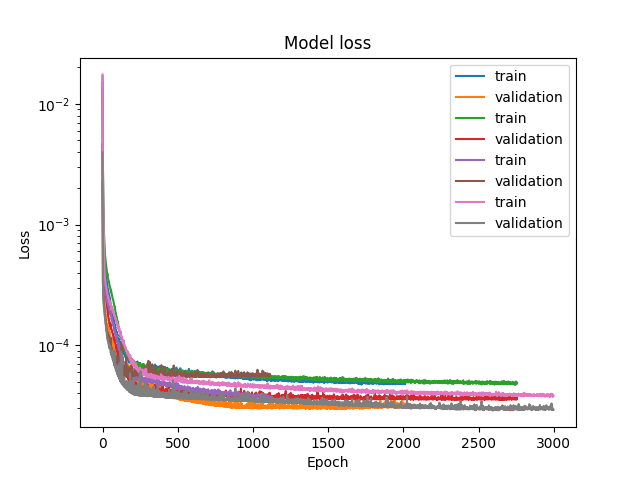 Model loss
train
validation
train
validation
train
validation
train
validation
Loss
10⁻²
10⁻³
10⁻⁴
0 500 1000 1500 2000 2500 3000
Epoch